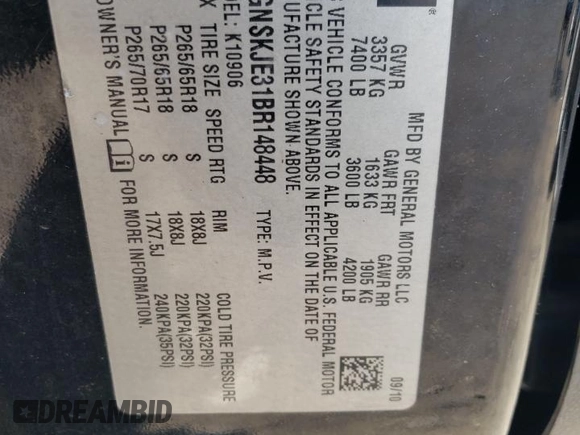 MFD BY GENERAL MOTORS LLC
09/10
GVWR GAWR FRT GAWR RR
3357 KG 1633 KG 1905 KG
7400 LB 3600 LB 4200 LB
VEHICLE CONFORMS TO ALL APPLICABLE U.S. FEDERAL MOTOR
SAFETY STANDARDS IN EFFECT ON THE DATE OF
SHOWN ABOVE.
GNSKJE31BR148448 TYPE: M.P.V.
K10906
TIRE SIZE SPEED RTG RIM COLD TIRE PRESSURE
P265/65R18 S 18X8J 220KPA(32PSI)
P265/65R18 S 18X8J 220KPA(32PSI)
P265/70R17 S 17X7.5J 240KPA(35PSI)
OWNER'S MANUAL i FOR MORE INFORMATION.
DREAMBID